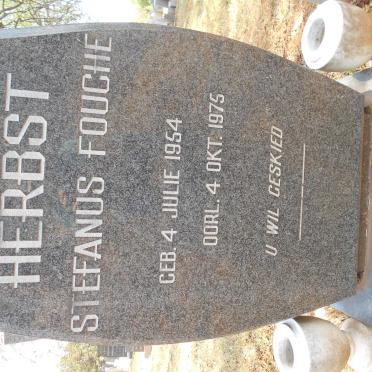 HERBST
STEFANUS FOUCHE
GEB. 4 JULIE 1954
OORL. 4 OKT. 1975
U WIL GESKIED